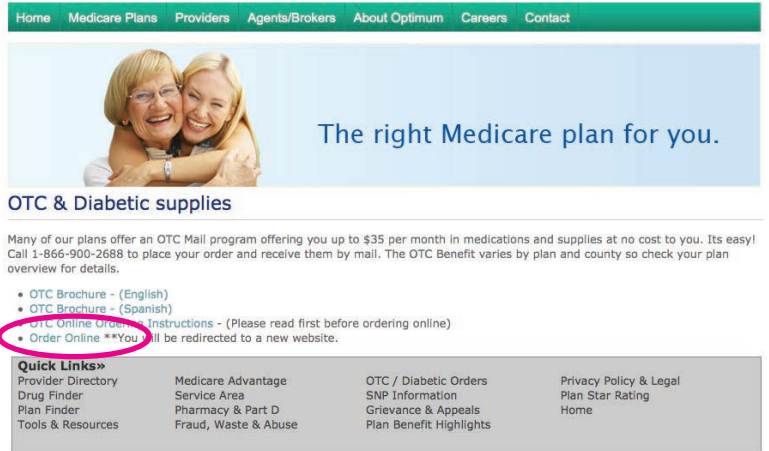 Home Medicare Plans Providers Agents/Brokers About Optimum Careers Contact
The right Medicare plan for you.
OTC & Diabetic supplies
Many of our plans offer an OTC Mail program offering you up to $35 per month in medications and supplies at no cost to you. Its easy!
Call 1-866-900-2688 to place your order and receive them by mail. The OTC Benefit varies by plan and county so check your plan
overview for details.
• OTC Brochure - (English)
• OTC Brochure - (Spanish)
• OTC Online Ordering Instructions - (Please read first before ordering online)
• Order Online **You will be redirected to a new website.
Quick Links»
Provider Directory Medicare Advantage OTC / Diabetic Orders Privacy Policy & Legal
Drug Finder Service Area SNP Information Plan Star Rating
Plan Finder Pharmacy & Part D Grievance & Appeals Home
Tools & Resources Fraud, Waste & Abuse Plan Benefit Highlights